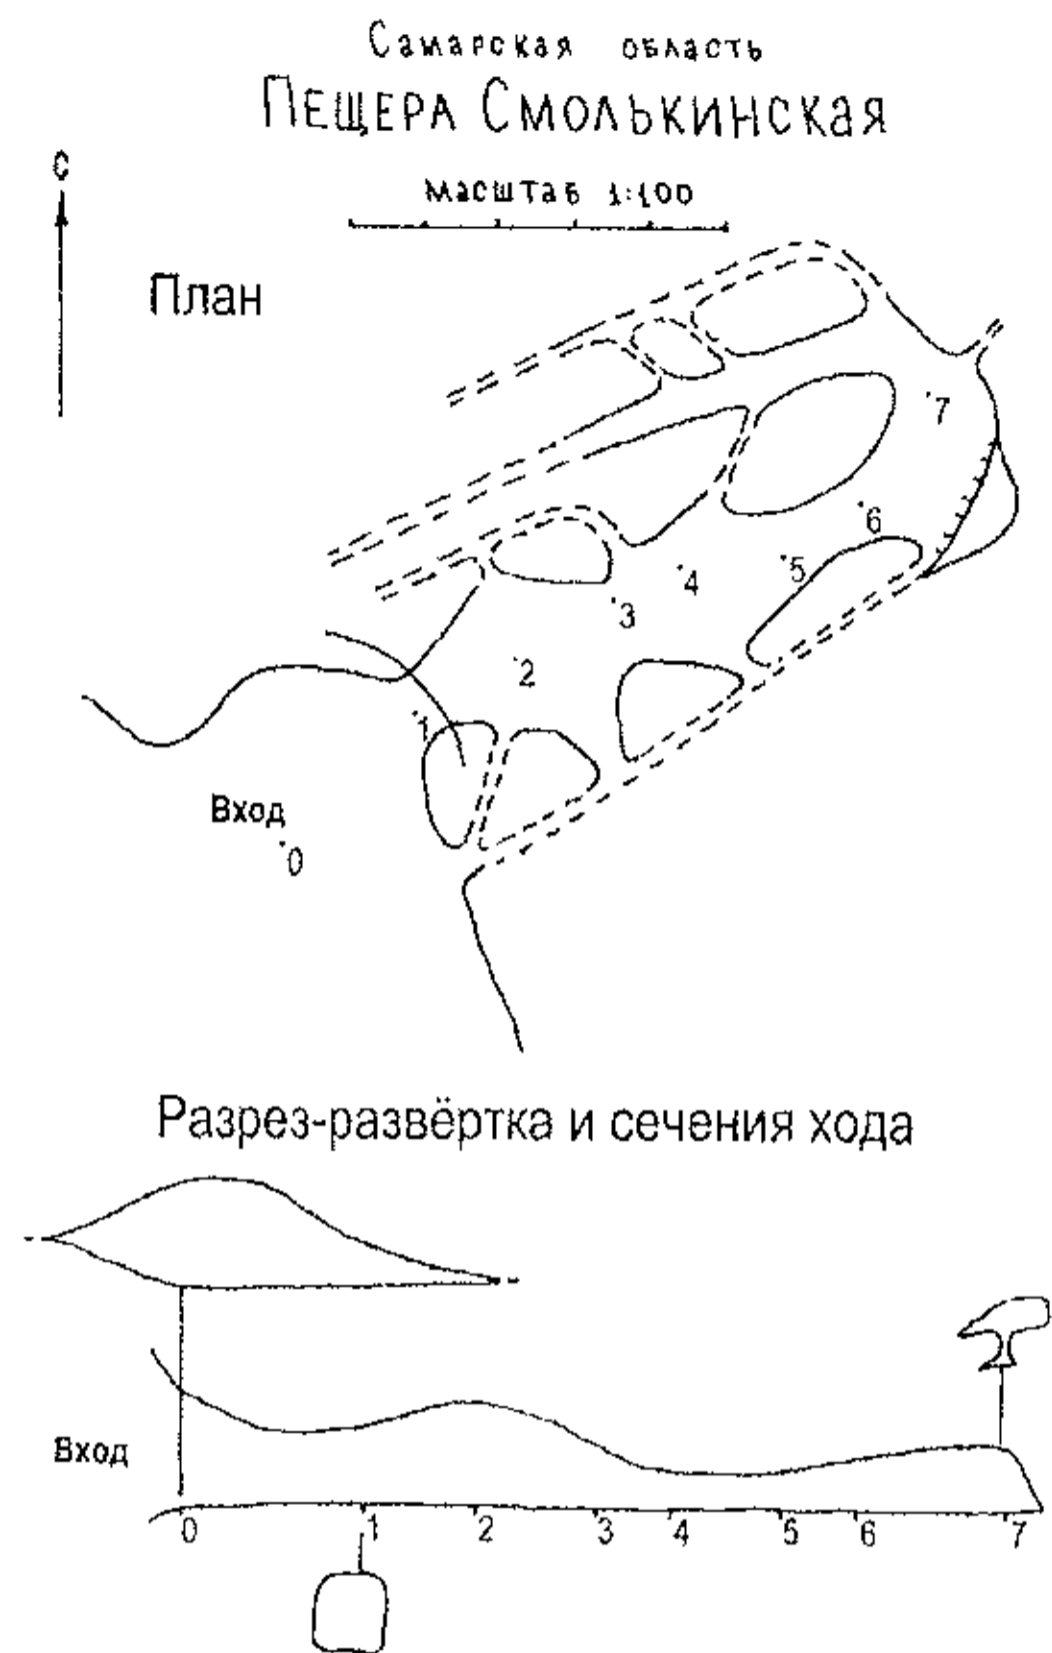 Самарская область
ПЕЩЕРА СМОЛЬКИНСКАЯ
масштаб 1:100
С
План
7
6
5
4
3
2
1
Вход
0
Разрез-развёртка и сечения хода
Вход
0 1 2 3 4 5 6 7